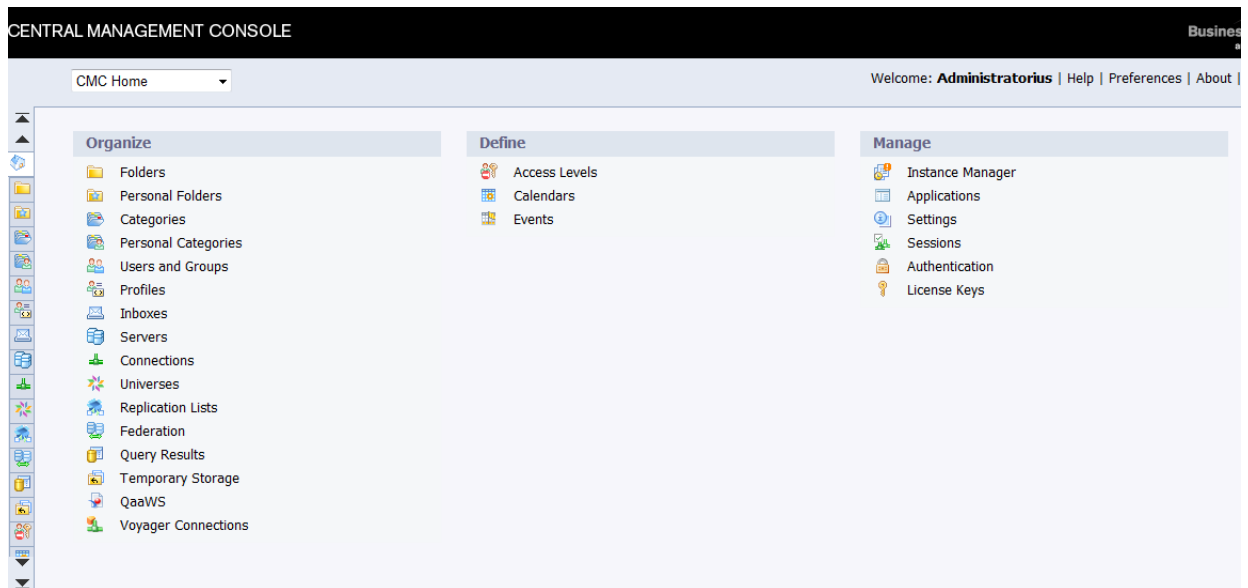 CENTRAL MANAGEMENT CONSOLE
CMC Home
Welcome: Administratorius | Help | Preferences | About |
Organize
Folders
Personal Folders
Categories
Personal Categories
Users and Groups
Profiles
Inboxes
Servers
Connections
Universes
Replication Lists
Federation
Query Results
Temporary Storage
QaaWS
Voyager Connections
Define
Access Levels
Calendars
Events
Manage
Instance Manager
Applications
Settings
Sessions
Authentication
License Keys